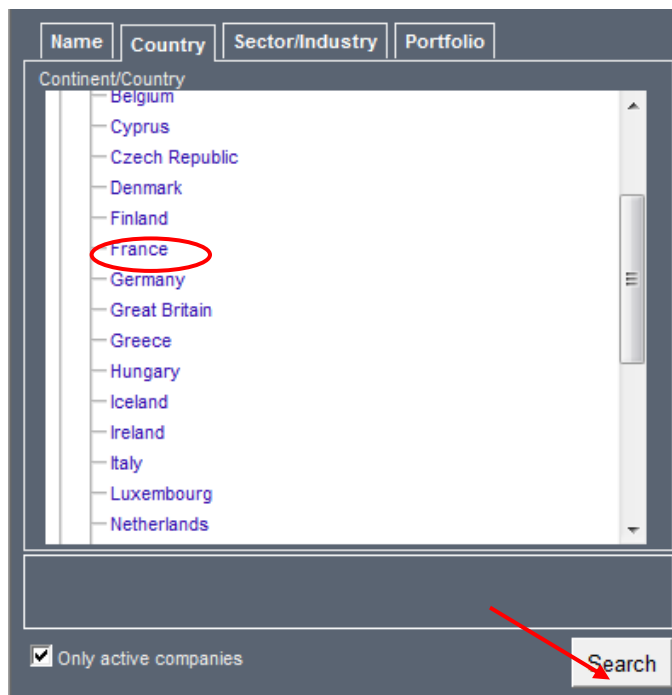 Name Country Sector/Industry Portfolio
Continent/Country
Belgium
Cyprus
Czech Republic
Denmark
Finland
France
Germany
Great Britain
Greece
Hungary
Iceland
Ireland
Italy
Luxembourg
Netherlands
Only active companies
Search